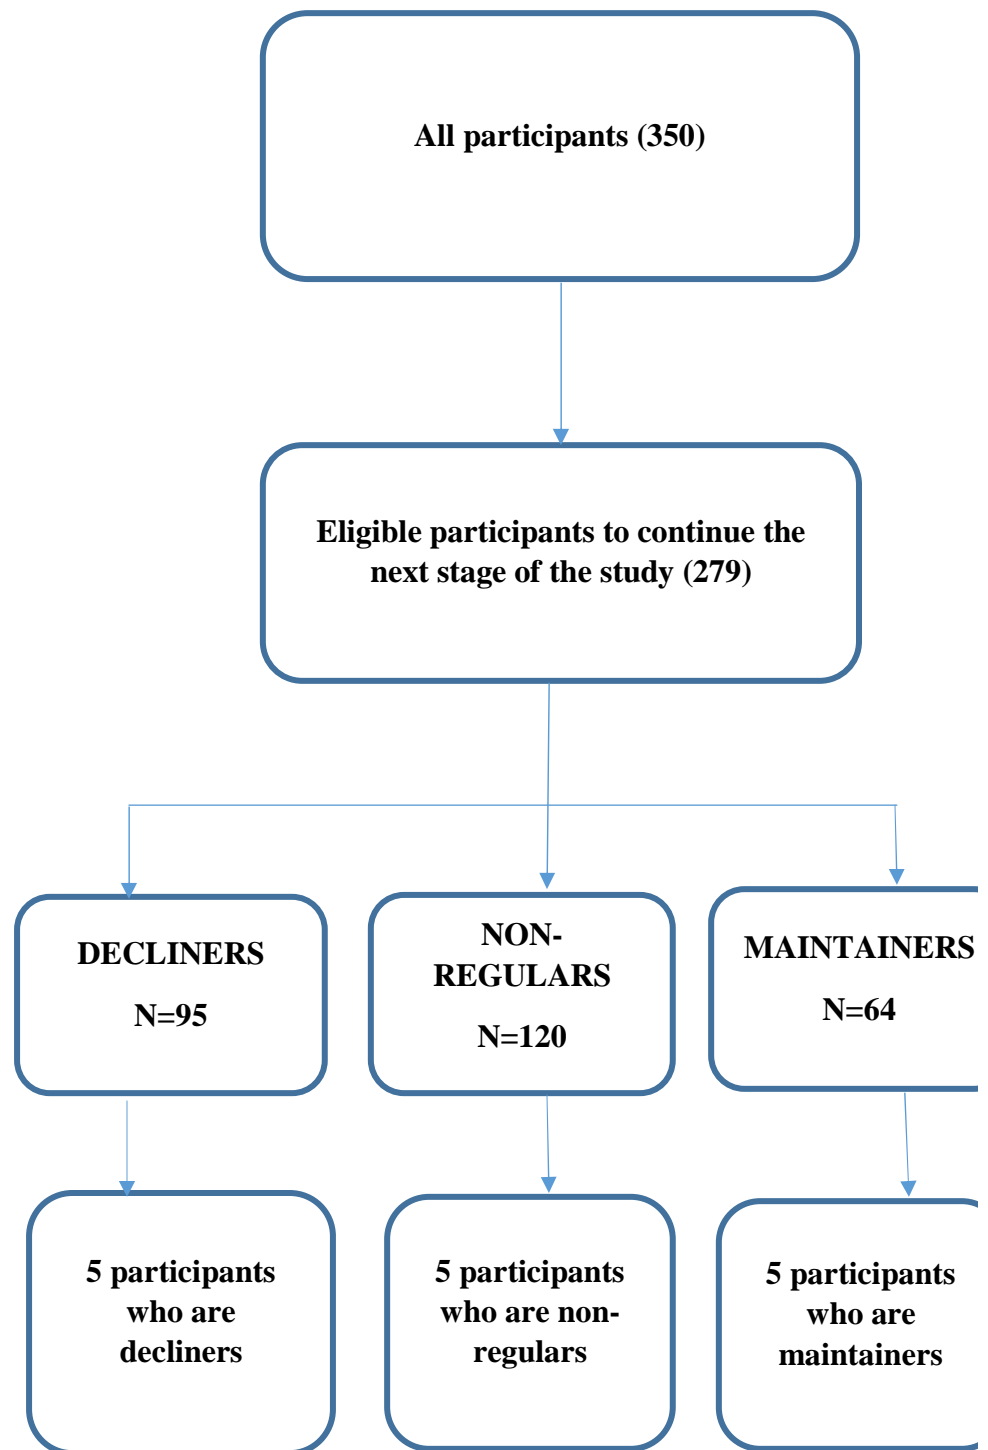 All participants (350)
Eligible participants to continue the
next stage of the study (279)
DECLINERS
N=95
NON-
REGULARS
N=120
MAINTAINERS
N=64
5 participants
who are
decliners
5 participants
who are non-
regulars
5 participants
who are
maintainers